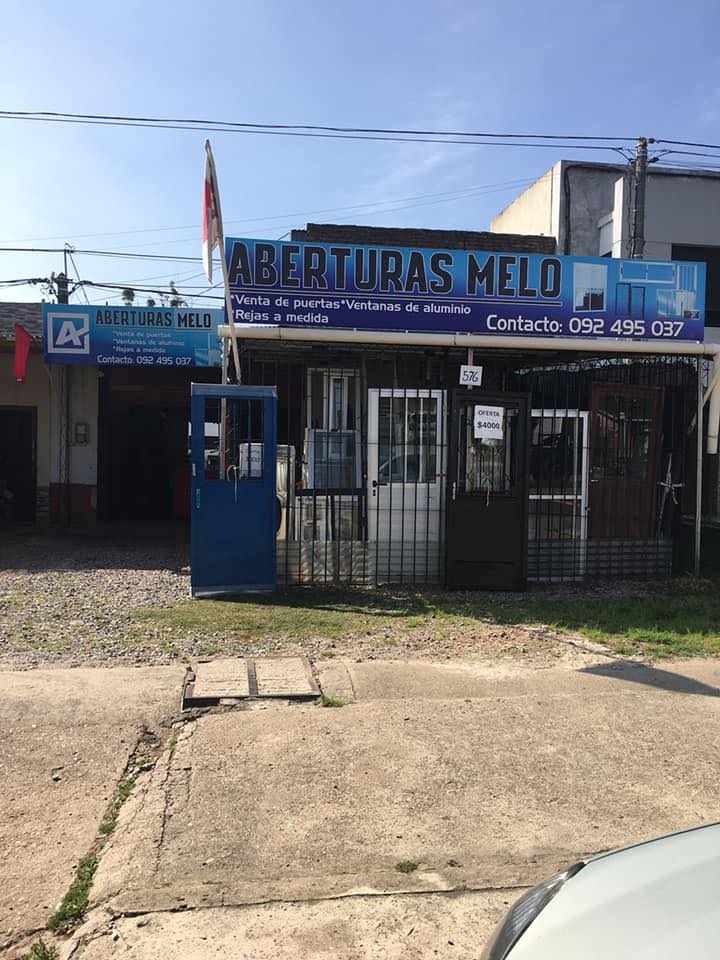 ABERTURAS MELO
*Venta de puertas*Ventanas de aluminio
*Rejas a medida
Contacto: 092 495 037
A
ABERTURAS MELO
*Venta de puertas
*Ventanas de aluminio
*Rejas a medida
Contacto: 092 495 037
576
OFERTA
$4000